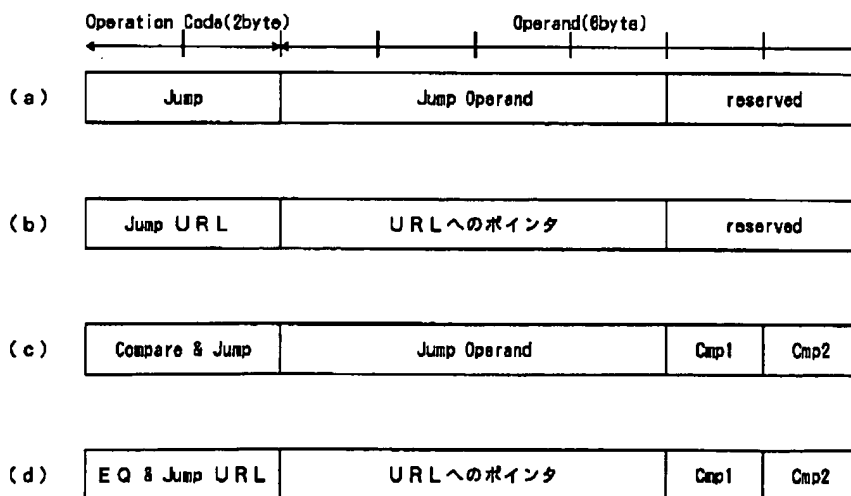 Operation Code(2byte) Operand(6byte)
(a) Jump Jump Operand reserved
(b) Jump URL URLへのポインタ reserved
(c) Compare & Jump Jump Operand Cmp1 Cmp2
(d) EQ & Jump URL URLへのポインタ Cmp1 Cmp2